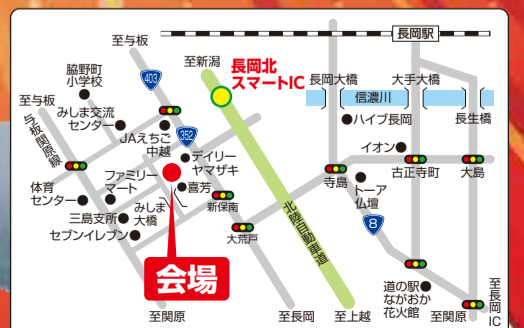 長岡駅
至与板
至新潟
長岡北
スマートIC
403
脇野町
小学校
長岡大橋
大手大橋
至与板
みしま交流
センター
信濃川
長生橋
与板関原線
JAえちご
中越
352
ハイブ長岡
デイリー
ヤマザキ
イオン
体育
センター
ファミリー
マート
喜芳
寺島
古正寺町
大島
みしま
大橋
新保南
トーア
仏壇
三島支所
セブンイレブン
大荒戸
北陸自動車道
8
会場
道の駅
ながおか
花火館
至長岡IC
至関原
至長岡
至上越
至関原